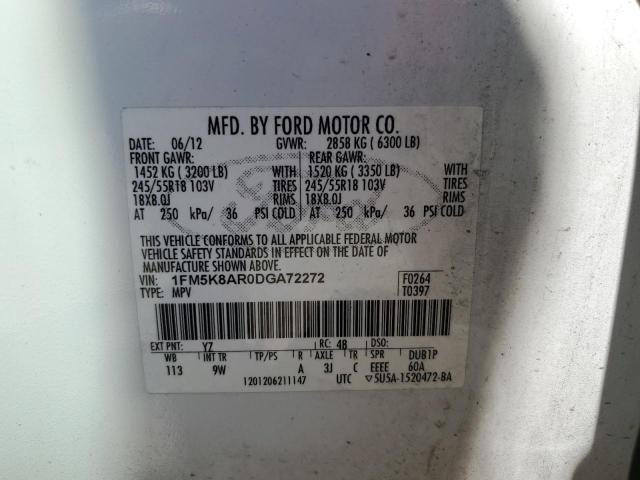 MFD. BY FORD MOTOR CO.
DATE: 06/12 GVWR: 2858 KG ( 6300 LB)
FRONT GAWR: REAR GAWR:
1452 KG ( 3200 LB) 1520 KG ( 3350 LB)
245/55R18 103V TIRES 245/55R18 103V TIRES
18X8.0J RIMS 18X8.0J RIMS
AT 250 kPa/ 36 PSI COLD AT 250 kPa/ 36 PSI COLD
THIS VEHICLE CONFORMS TO ALL APPLICABLE FEDERAL MOTOR
VEHICLE SAFETY STANDARDS IN EFFECT ON THE DATE OF
MANUFACTURE SHOWN ABOVE.
VIN: 1FM5K8AR0DGA72272 F0264
TYPE: MPV T0397
EXT PNT: YZ RC: 4B DSO:
WB INT TR TP/PS R AXLE TR SPR DUB1P
113 9W A 3J C EEEE 60A
1201206211147 UTC ▽5U5A-1520472-BA
Ford